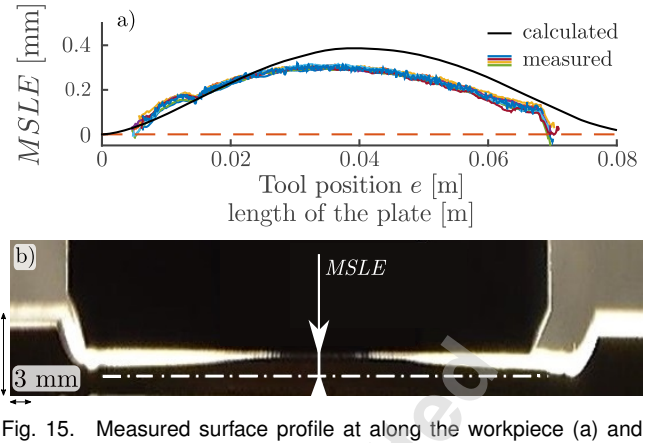 a)
calculated
measured
MSLE [mm]
0.4
0.2
0
0 0.02 0.04 0.06 0.08
Tool position e [m]
length of the plate [m]
b)
MSLE
3 mm
Fig. 15. Measured surface profile at along the workpiece (a) and